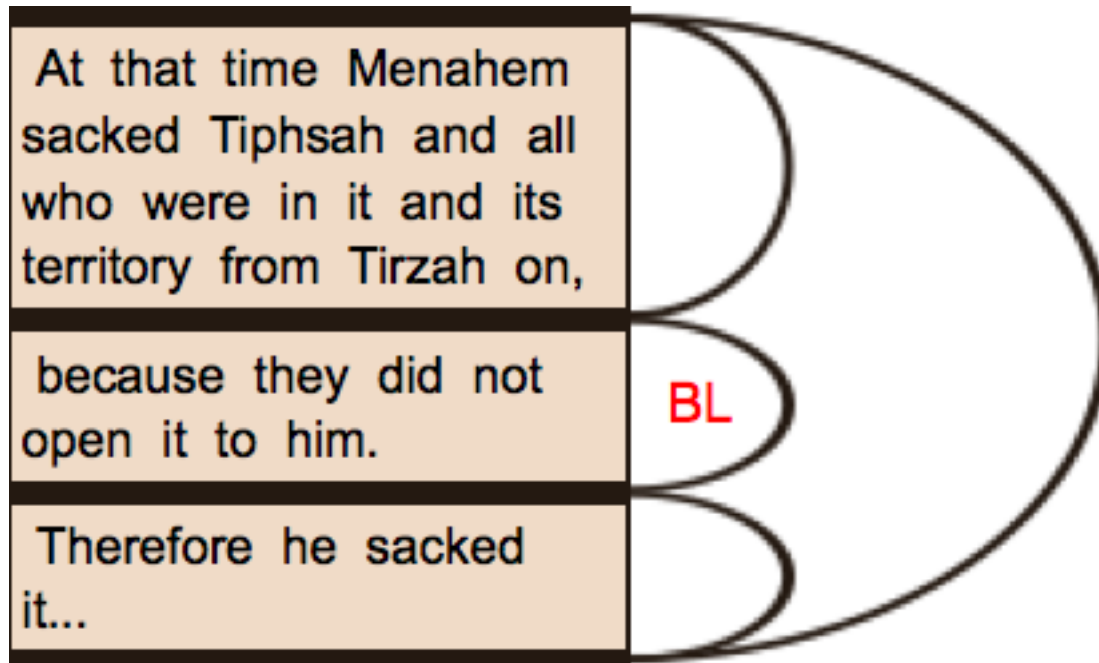 At that time Menahem
sacked Tiphsah and all
who were in it and its
territory from Tirzah on,
because they did not
open it to him.
BL
Therefore he sacked
it...